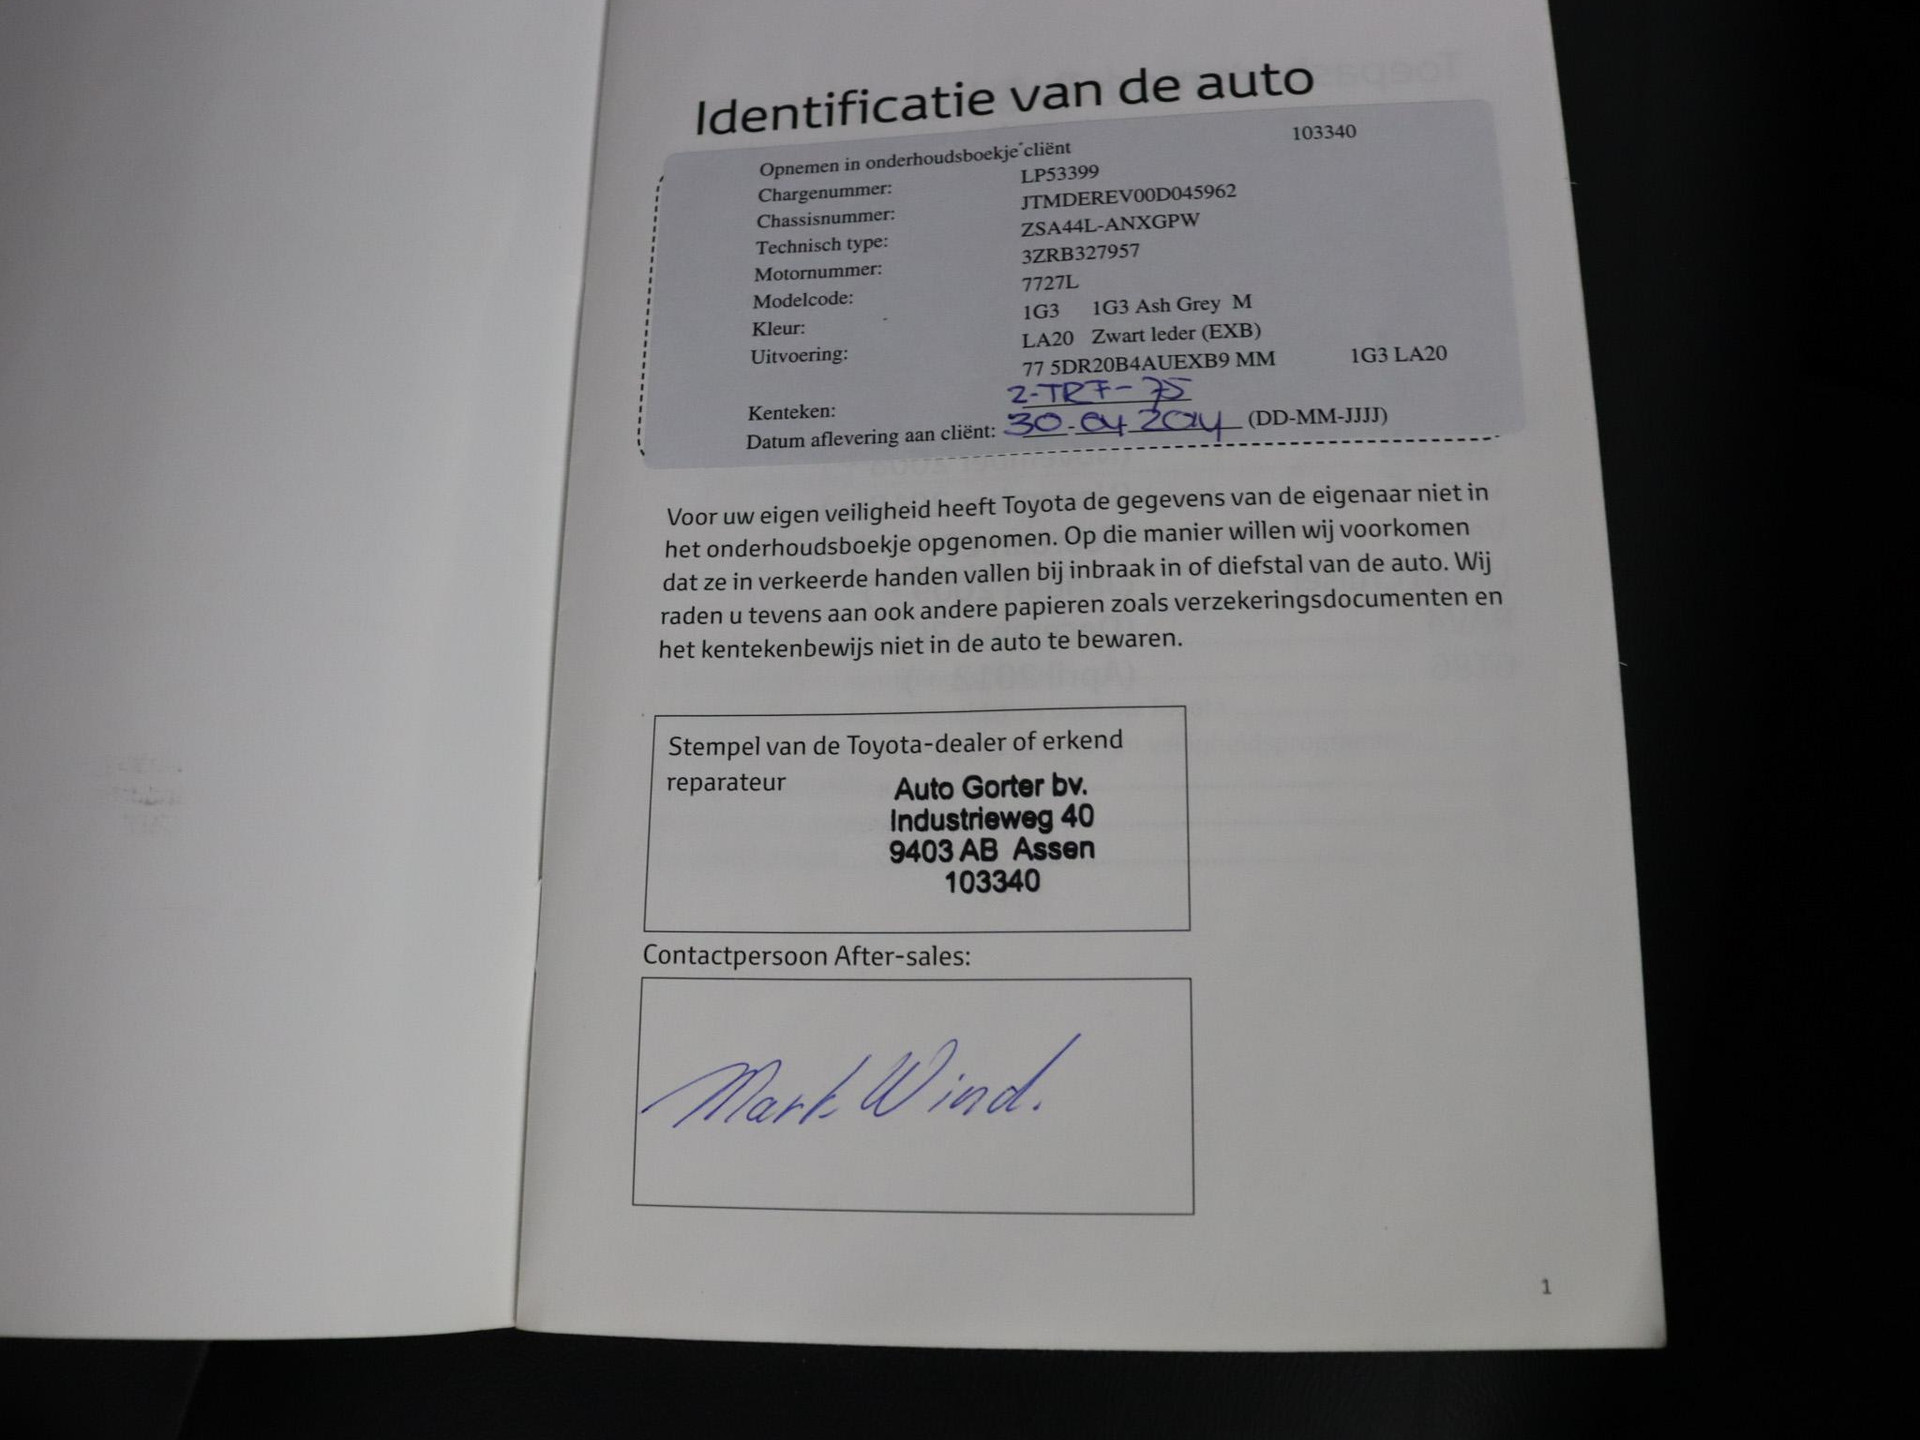 Identificatie van de auto
Opnemen in onderhoudsboekje cliënt 103340
Chargenummer: LP53399
Chassisnummer: JTMDEREV00D045962
Technisch type: ZSA44L-ANXGPW
Motornummer: 3ZRB327957
Modelcode: 7727L
Kleur: 1G3 1G3 Ash Grey M
Uitvoering: LA20 Zwart leder (EXB)
77 5DR20B4AUEXB9 MM 1G3 LA20
Kenteken: 2-TRF-75
Datum aflevering aan cliënt: 30-04 2014 (DD-MM-JJJJ)
Voor uw eigen veiligheid heeft Toyota de gegevens van de eigenaar niet in
het onderhoudsboekje opgenomen. Op die manier willen wij voorkomen
dat ze in verkeerde handen vallen bij inbraak in of diefstal van de auto. Wij
raden u tevens aan ook andere papieren zoals verzekeringsdocumenten en
het kentekenbewijs niet in de auto te bewaren.
Stempel van de Toyota-dealer of erkend
reparateur
Auto Gorter bv.
Industrieweg 40
9403 AB Assen
103340
Contactpersoon After-sales:
Mark Wind.
1